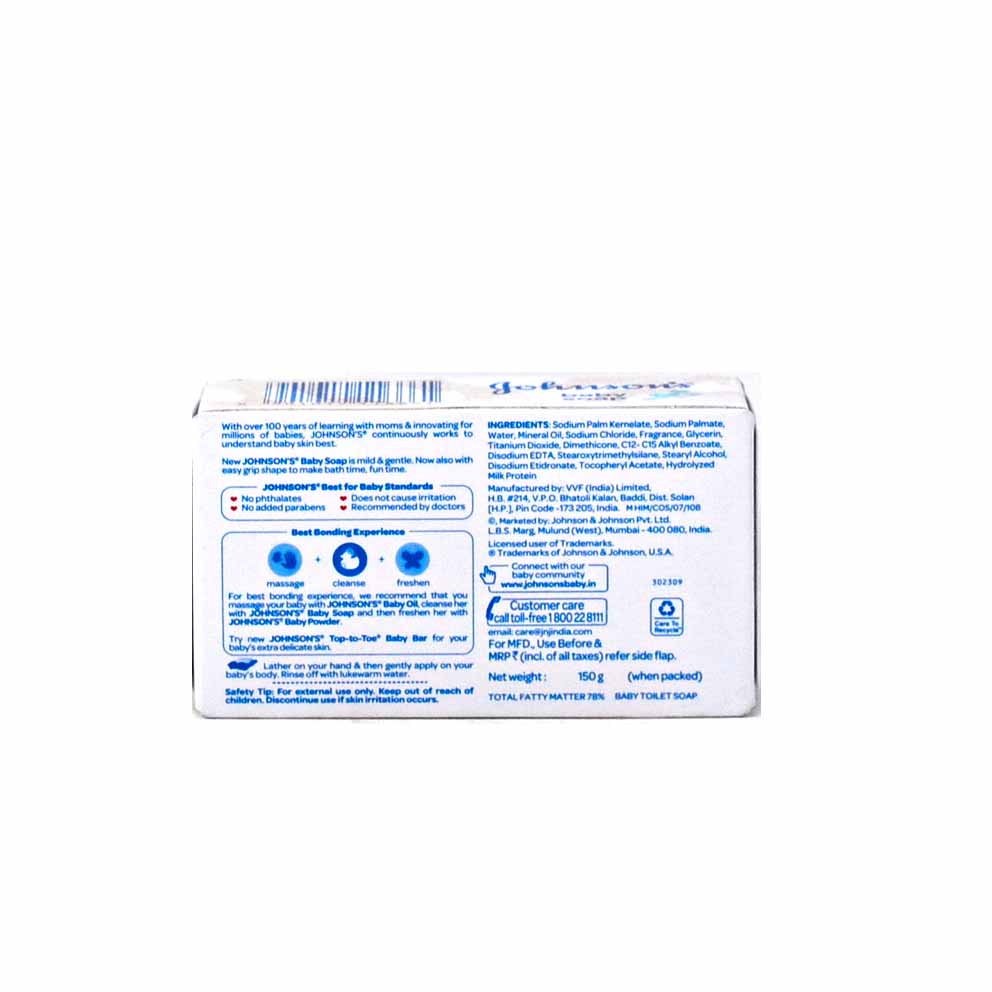 Johnson's
baby
soap
With over 100 years of learning with moms & innovating for
millions of babies, JOHNSON'S® continuously works to
understand baby skin best.
New JOHNSON'S® Baby Soap is mild & gentle. Now also with
easy grip shape to make bath time, fun time.
JOHNSON'S® Best for Baby Standards
No phthalates
Does not cause irritation
No added parabens
Recommended by doctors
Best Bonding Experience
massage + cleanse + freshen
For best bonding experience, we recommend that you
massage your baby with JOHNSON'S® Baby Oil, cleanse her
with JOHNSON'S® Baby Soap and then freshen her with
JOHNSON'S® Baby Powder.
Try new JOHNSON'S® Top-to-Toe® Baby Bar for your
baby's extra delicate skin.
Lather on your hand & then gently apply on your
baby's body. Rinse off with lukewarm water.
Safety Tip: For external use only. Keep out of reach of
children. Discontinue use if skin irritation occurs.
INGREDIENTS: Sodium Palm Kernelate, Sodium Palmate,
Water, Mineral Oil, Sodium Chloride, Fragrance, Glycerin,
Titanium Dioxide, Dimethicone, C12- C15 Alkyl Benzoate,
Disodium EDTA, Stearoxytrimethylsilane, Stearyl Alcohol,
Disodium Etidronate, Tocopheryl Acetate, Hydrolyzed
Milk Protein
Manufactured by: VVF (India) Limited,
H.B. #214, V.P.O. Bhatoli Kalan, Baddi, Dist. Solan
[H.P.], Pin Code -173 205, India. M HIM/COS/07/108
©, Marketed by: Johnson & Johnson Pvt. Ltd.
L.B.S. Marg, Mulund (West), Mumbai - 400 080, India.
Licensed user of Trademarks.
® Trademarks of Johnson & Johnson, U.S.A.
Connect with our
baby community
www.johnsonsbaby.in
302309
Customer care
call toll-free 1 800 22 8111
Care To
Recycle™
email: care@jnjindia.com
For MFD., Use Before &
MRP ₹ (incl. of all taxes) refer side flap.
Net weight : 150 g (when packed)
TOTAL FATTY MATTER 78% BABY TOILET SOAP